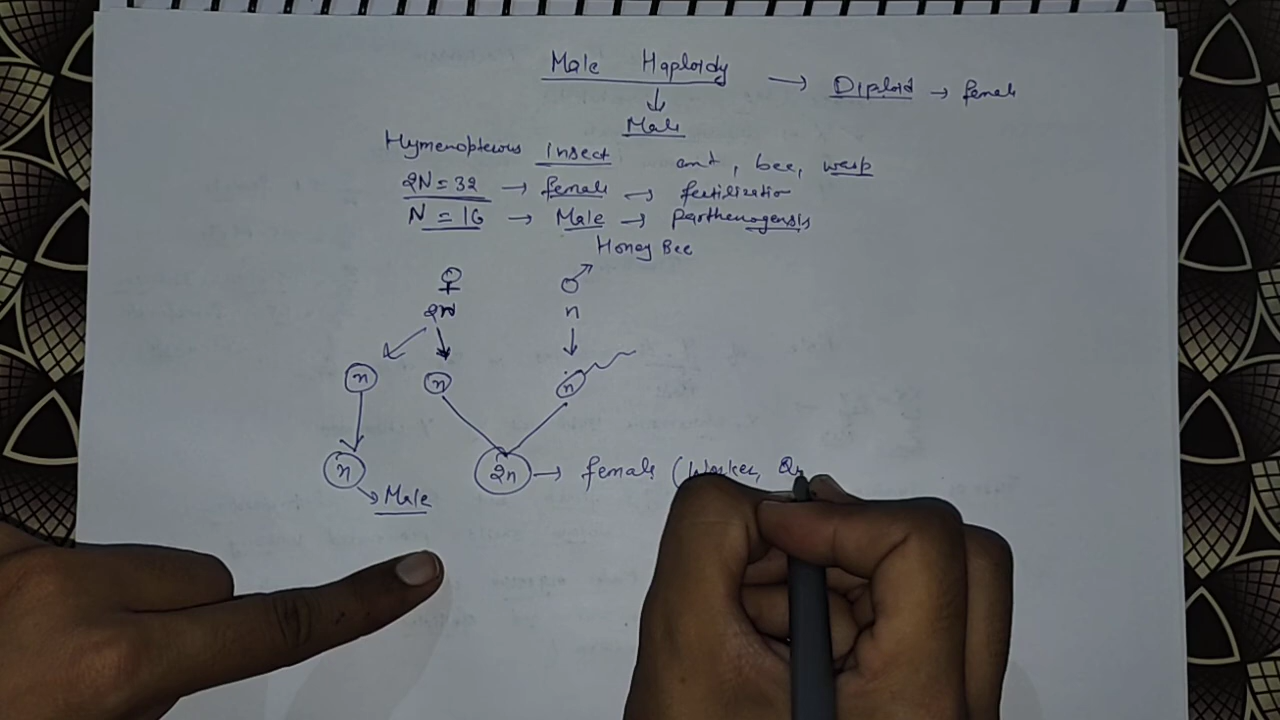 Male Haploidy → Diploid → female
↓
Male
Hymenopterous insect ant, bee, wasp
2N = 32 → female → fertilization
N = 16 → Male → parthenogensis
Honey Bee
♀ ♂
2n n
n n n
n → Male
2n → female (Worker,